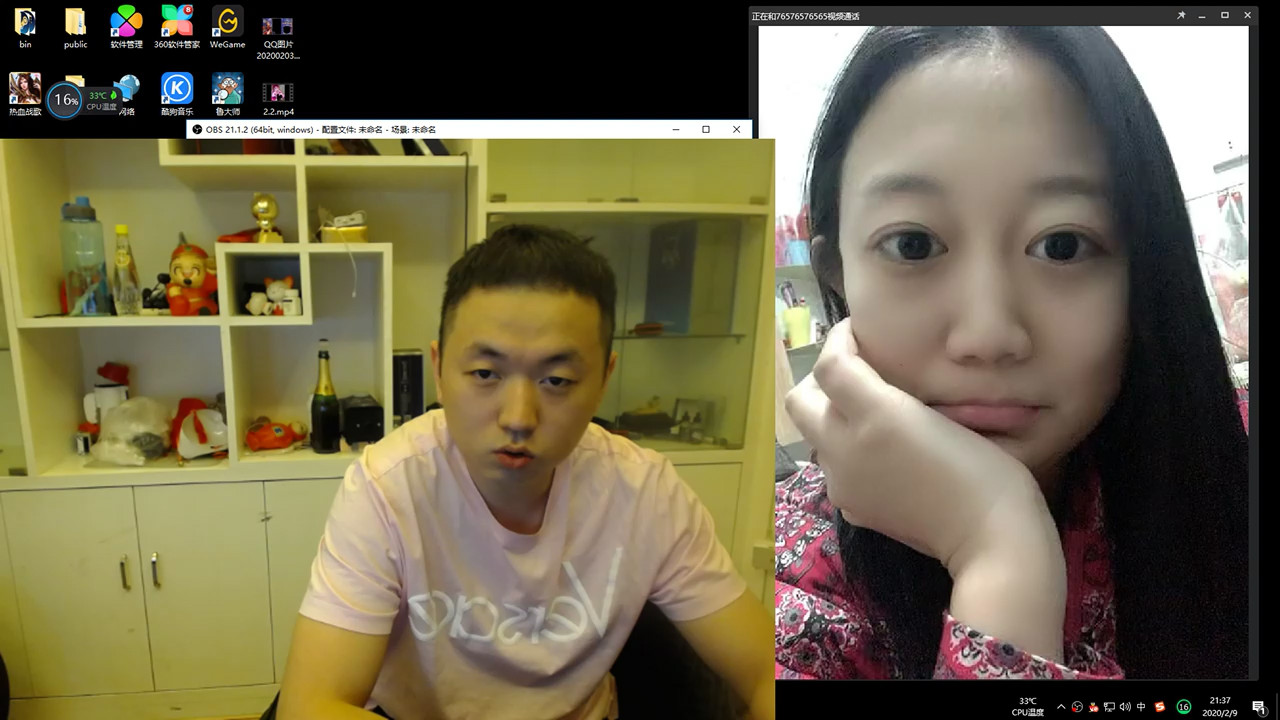 正在和76576576565视频通话
bin
public
软件管理
360软件管家
8
WeGame
QQ图片
20200203...
热血战歌
16%
33℃
CPU温度
网络
K
酷狗音乐
鲁大师
2.2.mp4
OBS 21.1.2 (64bit, windows) - 配置文件: 未命名 - 场景: 未命名
Versace
33℃
CPU温度
中
16
21:37
2020/2/9